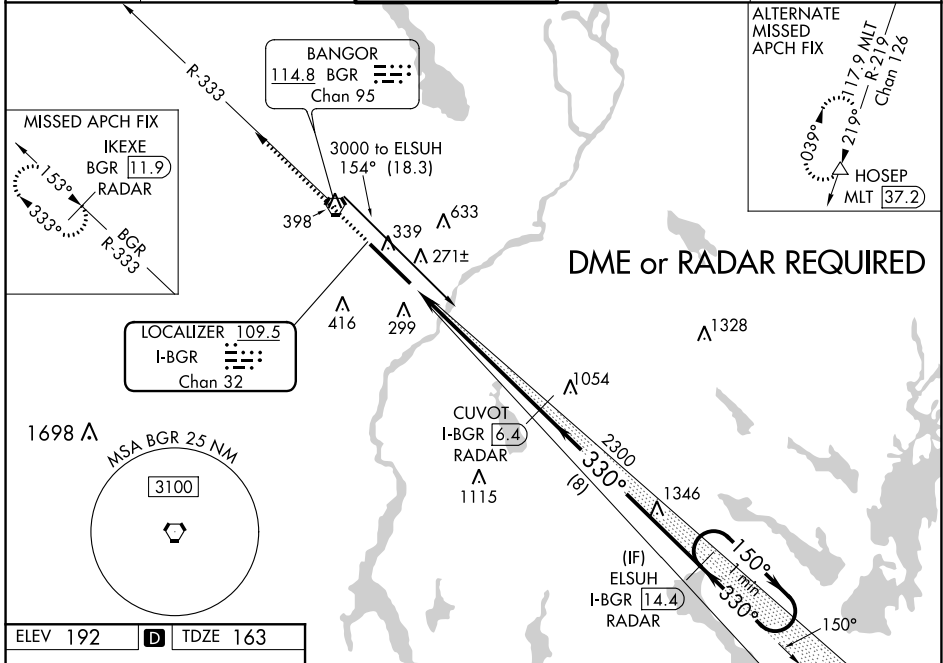 ALTERNATE
MISSED
APCH FIX
117.9 MLT
R-219
Chan 126
039°
219°
HOSEP
MLT 37.2
R-333
BANGOR
114.8 BGR
Chan 95
MISSED APCH FIX
IKEXE
BGR 11.9
RADAR
153°
333°
BGR
R-333
3000 to ELSUH
154° (18.3)
398
339
633
271±
DME or RADAR REQUIRED
416
299
1328
LOCALIZER 109.5
I-BGR
Chan 32
1054
CUVOT
I-BGR 6.4
RADAR
1115
2300
330°
(8)
1346
1698
MSA BGR 25 NM
3100
(IF)
ELSUH
I-BGR 14.4
RADAR
150°
1 min
330°
150°
ELEV 192 D TDZE 163